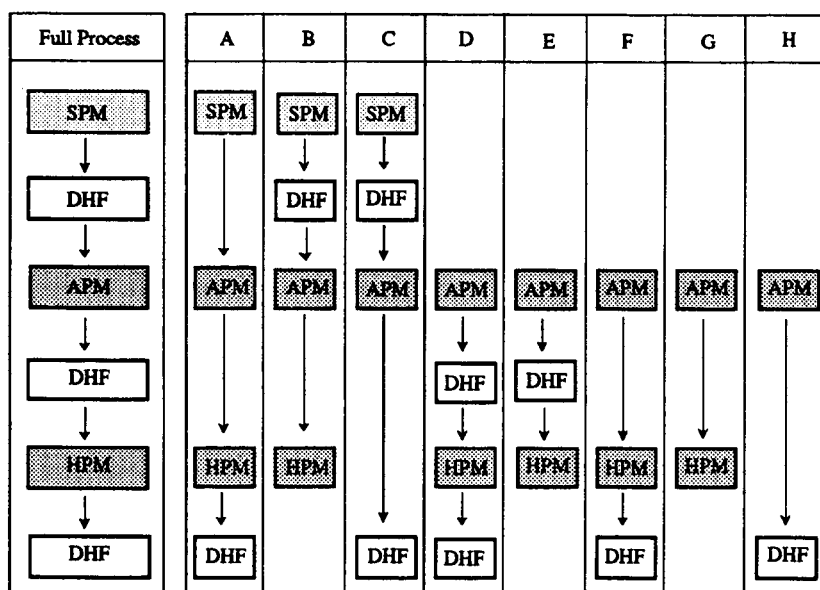 Full Process A B C D E F G H
SPM SPM SPM SPM
DHF DHF DHF
APM APM APM APM APM APM APM APM APM
DHF DHF DHF
HPM HPM HPM HPM HPM HPM HPM
DHF DHF DHF DHF DHF DHF